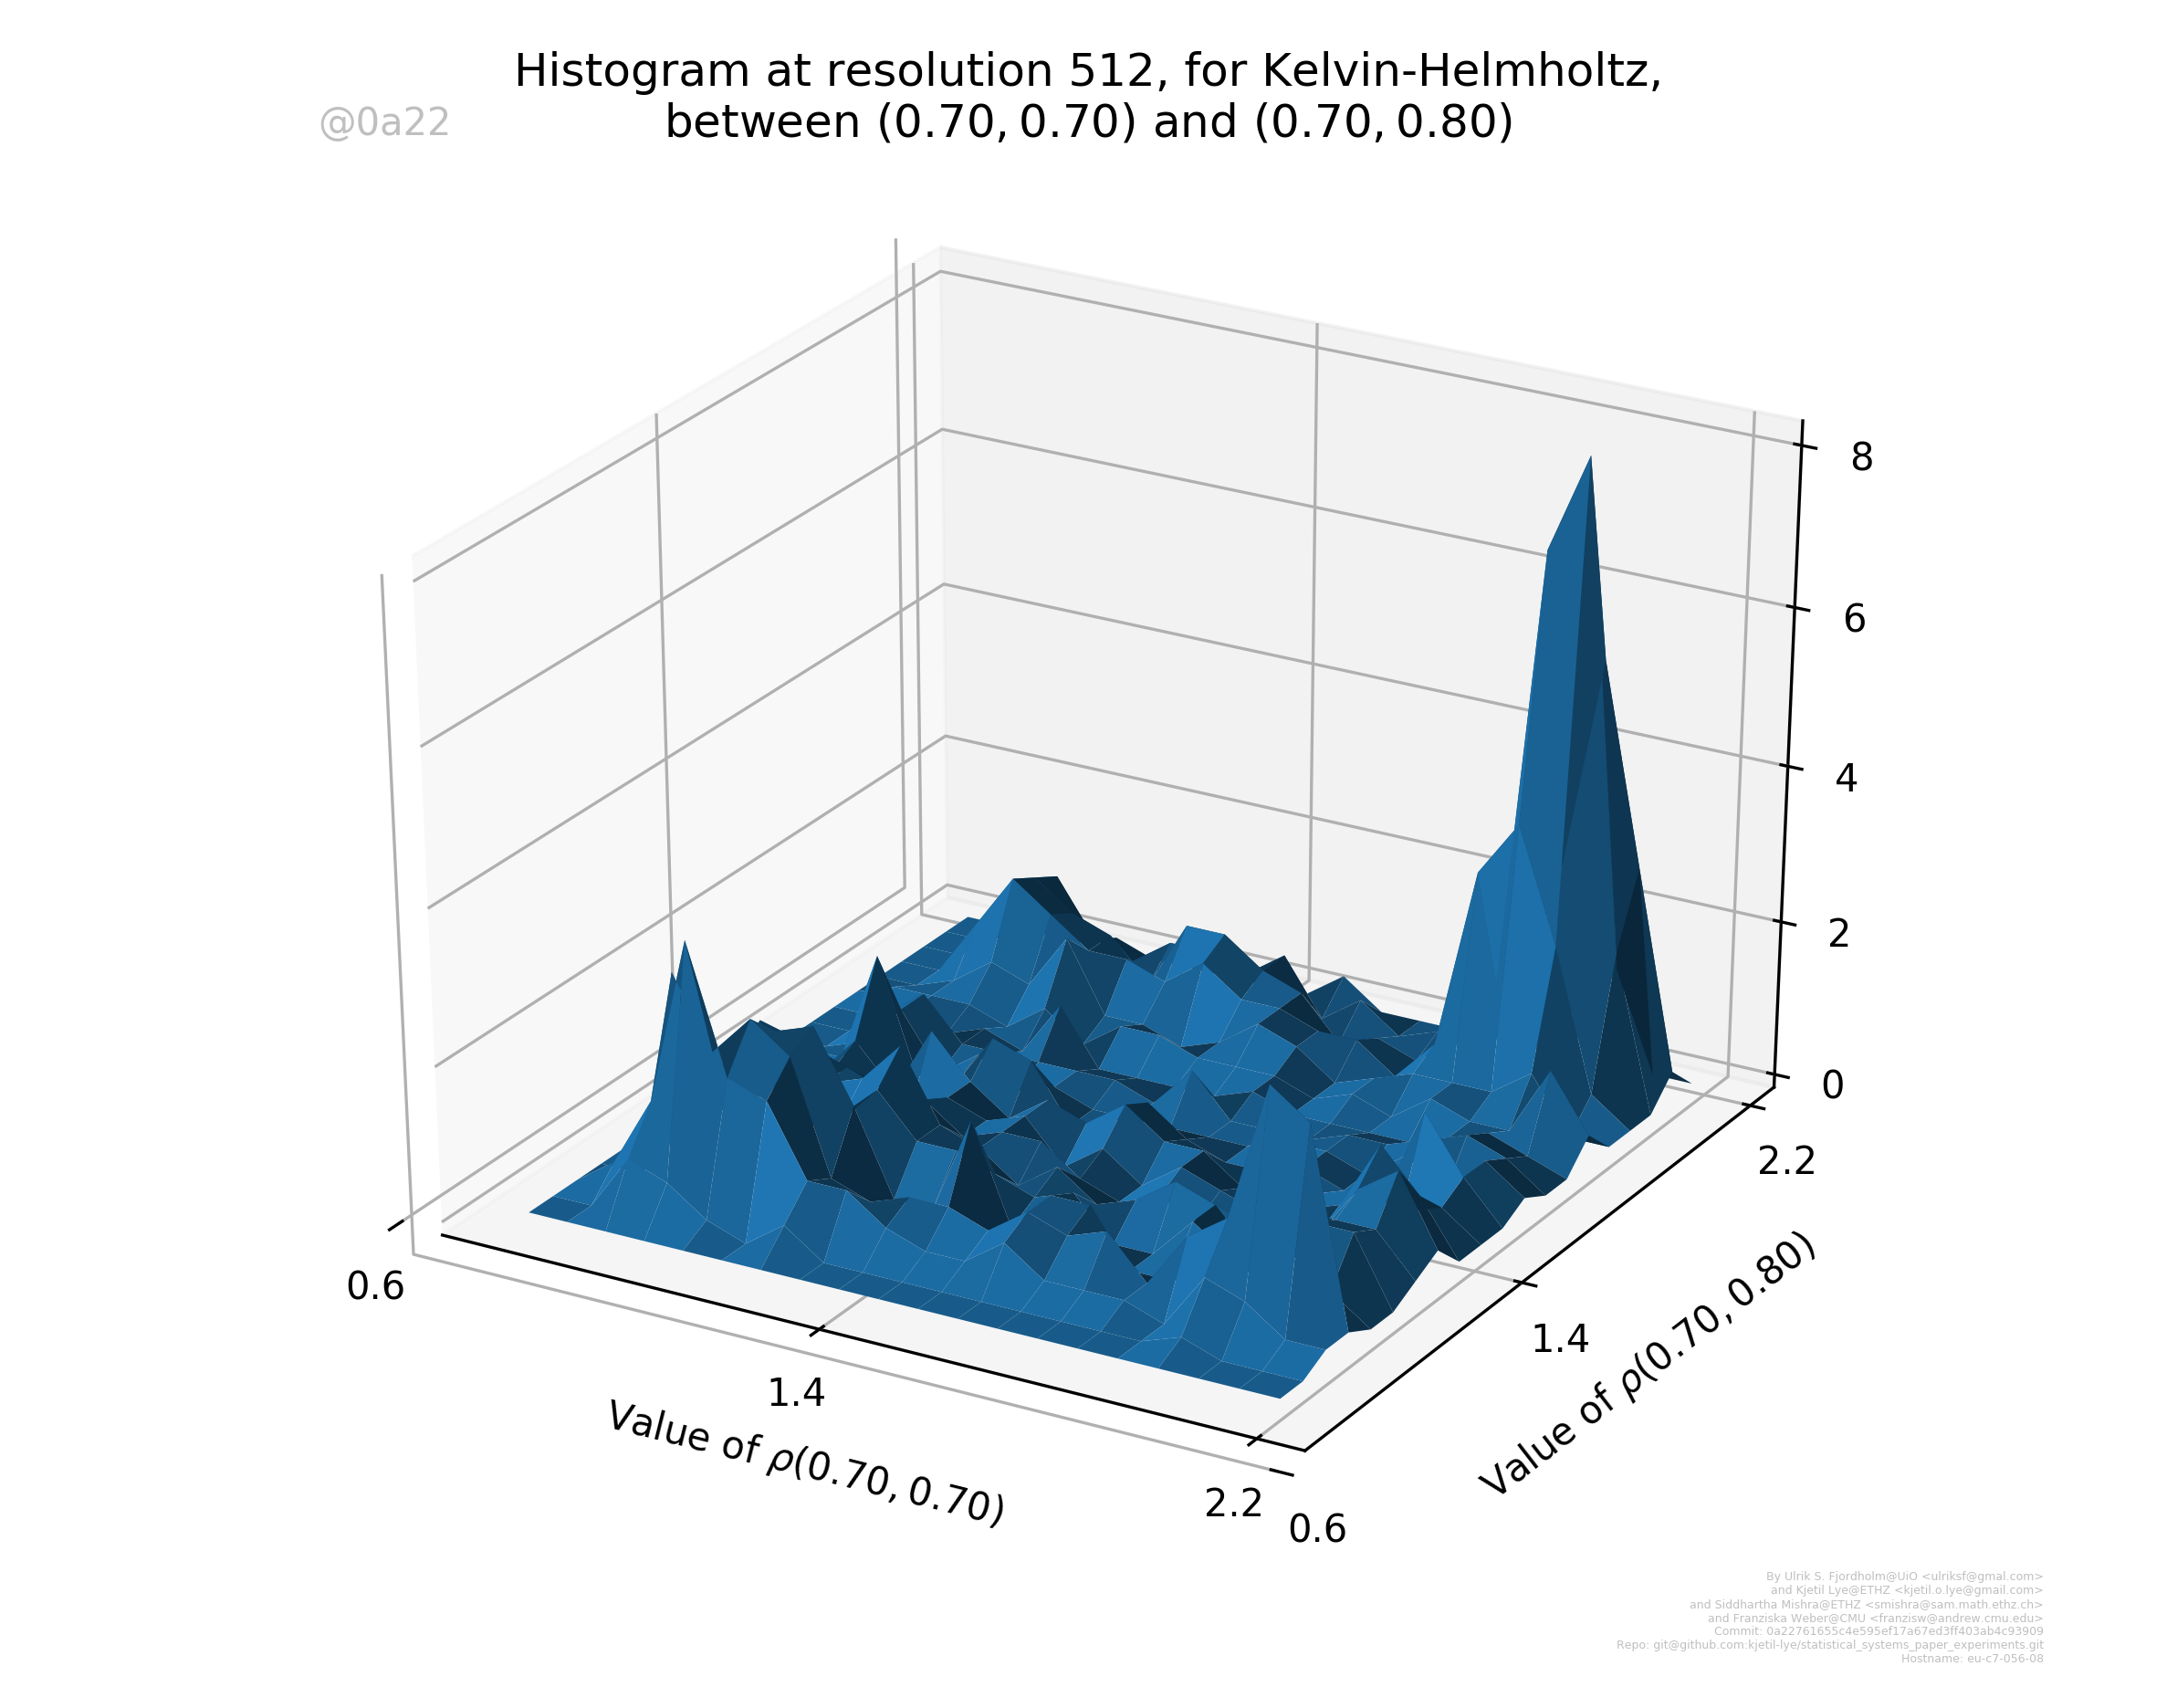 Histogram at resolution 512, for Kelvin-Helmholtz,
@0a22
between (0.70, 0.70) and (0.70, 0.80)
8
6
4
2
0
2.2
1.4
0.6
0.6
1.4
2.2
Value of ρ(0.70, 0.80)
Value of ρ(0.70, 0.70)
By Ulrik S. Fjordholm@UiO <ulriksf@gmal.com>
and Kjetil Lye@ETHZ <kjetil.o.lye@gmail.com>
and Siddhartha Mishra@ETHZ <smishra@sam.math.ethz.ch>
and Franziska Weber@CMU <franzisw@andrew.cmu.edu>
Commit: 0a22761655c4e595ef17a67ed3ff403ab4c93909
Repo: git@github.com:kjetil-lye/statistical_systems_paper_experiments.git
Hostname: eu-c7-056-08